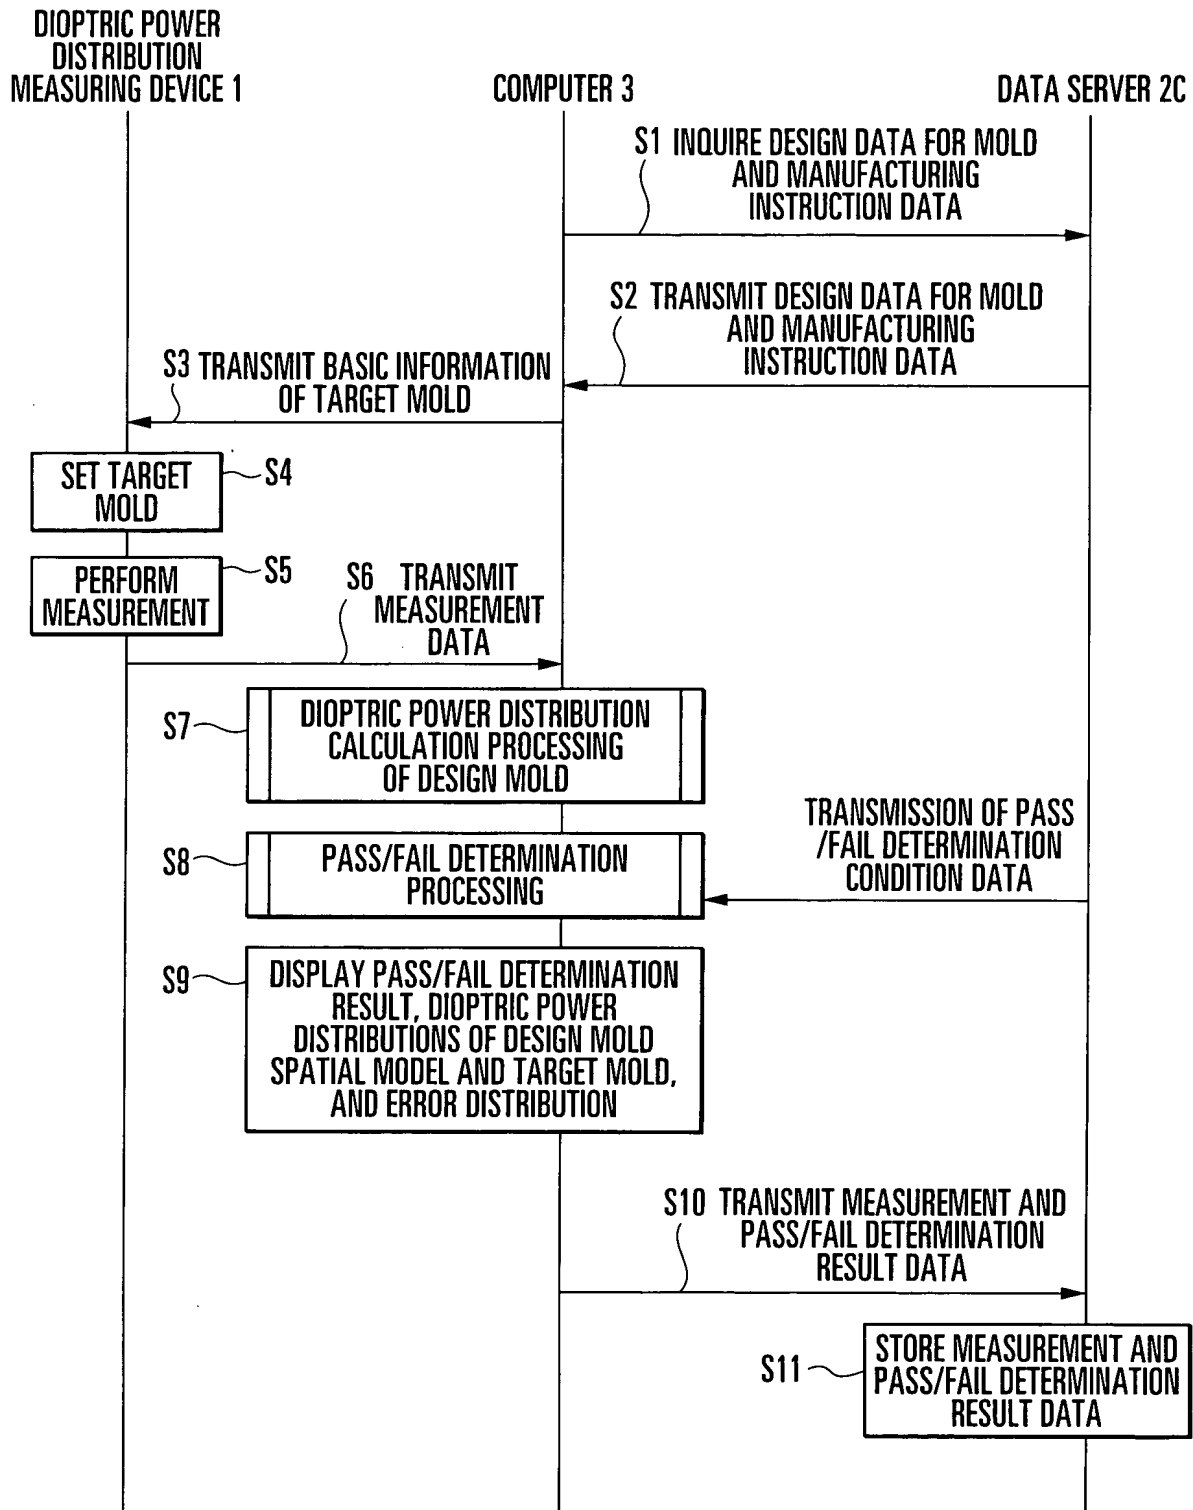 DIOPTRIC POWER
DISTRIBUTION
MEASURING DEVICE 1
COMPUTER 3
DATA SERVER 2C
S1 INQUIRE DESIGN DATA FOR MOLD
AND MANUFACTURING
INSTRUCTION DATA
S2 TRANSMIT DESIGN DATA FOR MOLD
AND MANUFACTURING
INSTRUCTION DATA
S3 TRANSMIT BASIC INFORMATION
OF TARGET MOLD
SET TARGET
MOLD
S4
PERFORM
MEASUREMENT
S5
S6 TRANSMIT
MEASUREMENT
DATA
S7
DIOPTRIC POWER DISTRIBUTION
CALCULATION PROCESSING
OF DESIGN MOLD
TRANSMISSION OF PASS
/FAIL DETERMINATION
CONDITION DATA
S8
PASS/FAIL DETERMINATION
PROCESSING
S9
DISPLAY PASS/FAIL DETERMINATION
RESULT, DIOPTRIC POWER
DISTRIBUTIONS OF DESIGN MOLD
SPATIAL MODEL AND TARGET MOLD,
AND ERROR DISTRIBUTION
S10 TRANSMIT MEASUREMENT AND
PASS/FAIL DETERMINATION
RESULT DATA
S11
STORE MEASUREMENT AND
PASS/FAIL DETERMINATION
RESULT DATA